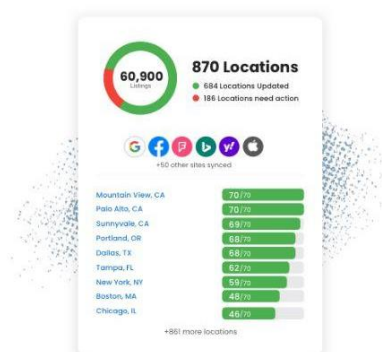 60,900
Listings
870 Locations
684 Locations Updated
186 Locations need action
G f b y!
+50 other sites synced
Mountain View, CA 70/70
Palo Alto, CA 70/70
Sunnyvale, CA 69/70
Portland, OR 68/70
Dallas, TX 68/70
Tampa, FL 62/70
New York, NY 59/70
Boston, MA 48/70
Chicago, IL 46/70
+861 more locations